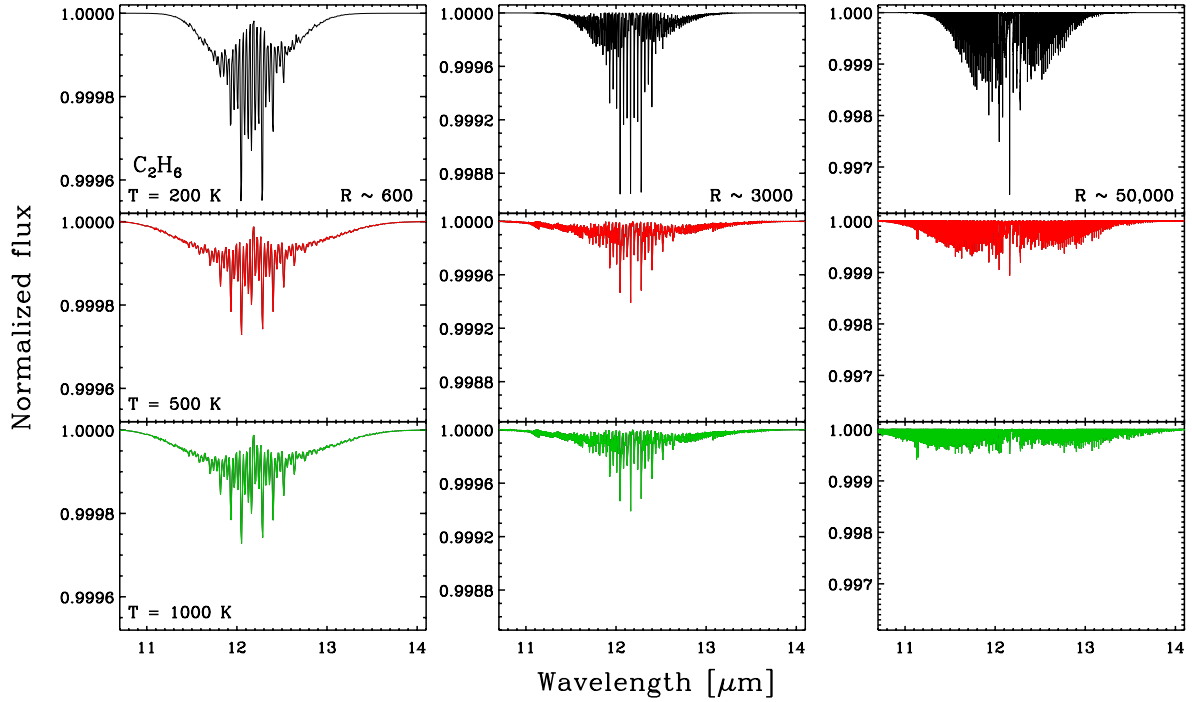 1.0000
0.9998
0.9996
C₂H₆
T = 200 K
R ~ 600
1.0000
0.9996
0.9992
0.9988
R ~ 3000
1.000
0.999
0.998
0.997
R ~ 50,000
Normalized flux
1.0000
0.9998
0.9996
T = 500 K
1.0000
0.9996
0.9992
0.9988
1.000
0.999
0.998
0.997
1.0000
0.9998
0.9996
T = 1000 K
1.0000
0.9996
0.9992
0.9988
1.000
0.999
0.998
0.997
11 12 13 14
11 12 13 14
11 12 13 14
Wavelength [μm]